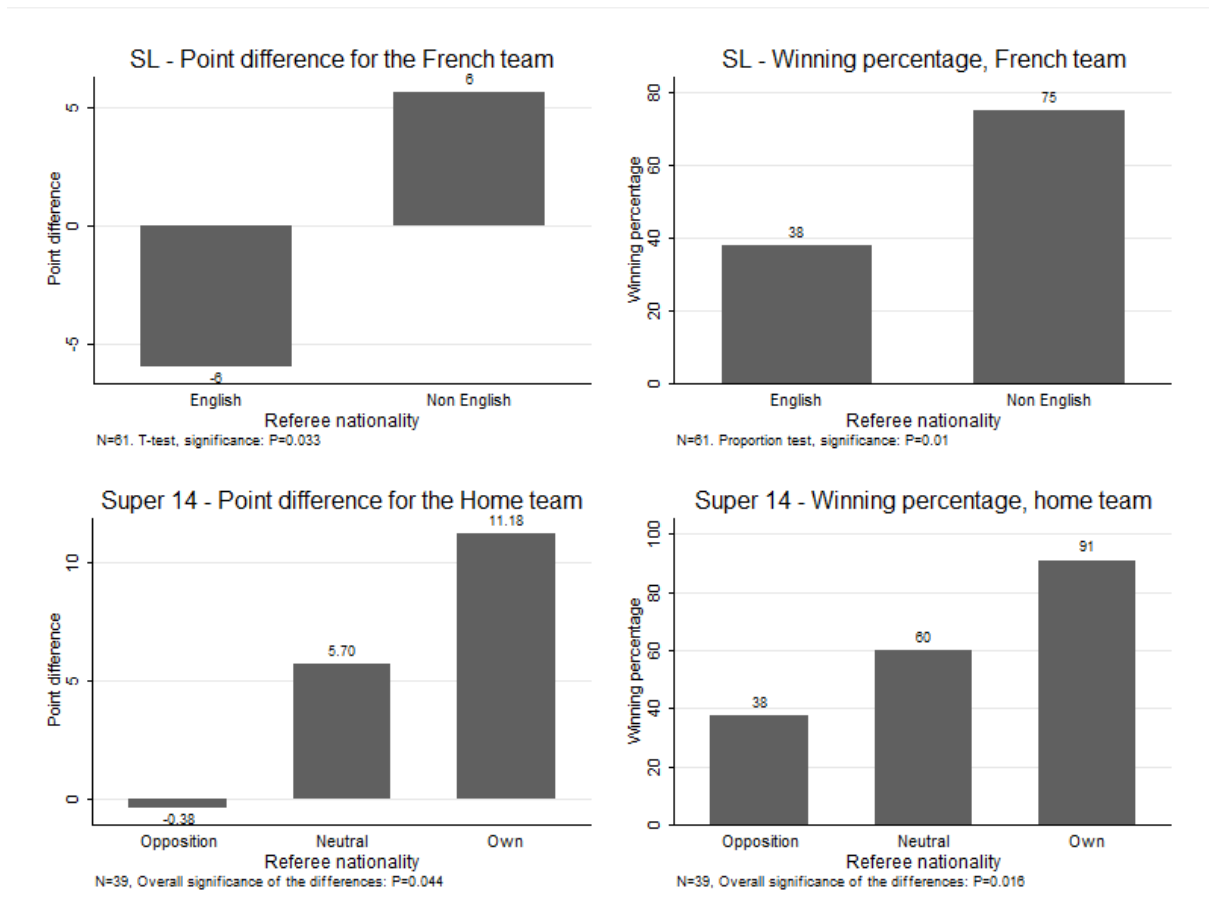 SL - Point difference for the French team
6
5
0
-5
Point difference
-6
English
Non English
Referee nationality
N=61. T-test, significance: P=0.033
SL - Winning percentage, French team
80
60
40
20
0
Winning percentage
38
75
English
Non English
Referee nationality
N=61. Proportion test, significance: P=0.01
Super 14 - Point difference for the Home team
11.18
10
5
0
Point difference
5.70
-0.38
Opposition
Neutral
Own
Referee nationality
N=39, Overall significance of the differences: P=0.044
Super 14 - Winning percentage, home team
100
80
60
40
20
0
Winning percentage
38
60
91
Opposition
Neutral
Own
Referee nationality
N=39, Overall significance of the differences: P=0.016